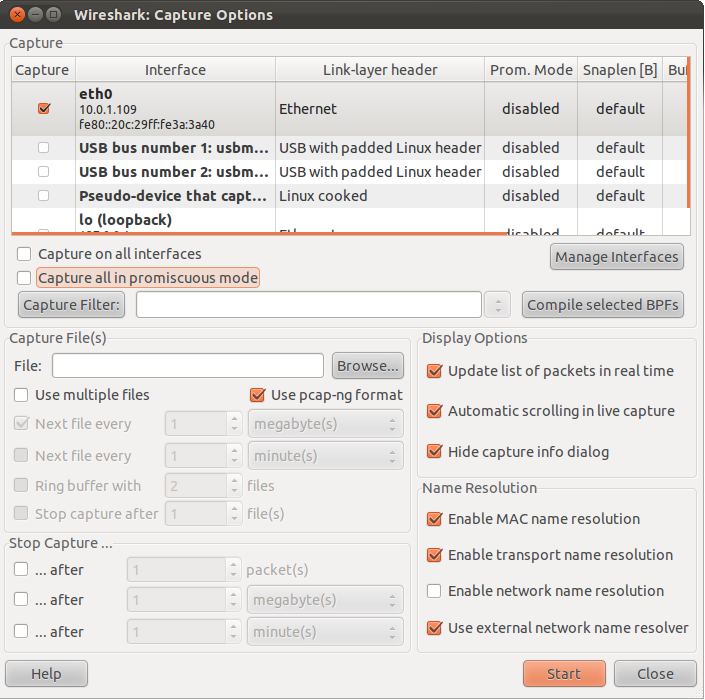 Wireshark: Capture Options
Capture
Capture Interface Link-layer header Prom. Mode Snaplen [B] Bu
eth0
10.0.1.109
fe80::20c:29ff:fe3a:3a40
Ethernet disabled default
USB bus number 1: usbm... USB with padded Linux header disabled default
USB bus number 2: usbm... USB with padded Linux header disabled default
Pseudo-device that capt... Linux cooked disabled default
lo (loopback)
Ethernet disabled default
Capture on all interfaces
Manage Interfaces
Capture all in promiscuous mode
Capture Filter: Compile selected BPFs
Capture File(s)
File: Browse...
Use multiple files Use pcap-ng format
Next file every 1 megabyte(s)
Next file every 1 minute(s)
Ring buffer with 2 files
Stop capture after 1 file(s)
Stop Capture ...
... after 1 packet(s)
... after 1 megabyte(s)
... after 1 minute(s)
Display Options
Update list of packets in real time
Automatic scrolling in live capture
Hide capture info dialog
Name Resolution
Enable MAC name resolution
Enable transport name resolution
Enable network name resolution
Use external network name resolver
Help Start Close